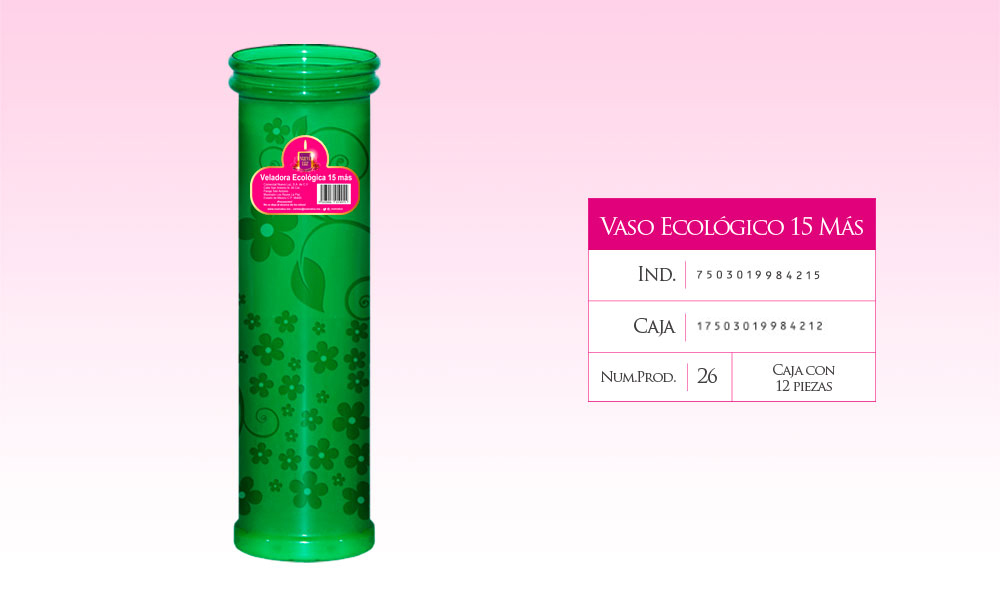 Veladora Ecológica 15 más
VASO ECOLÓGICO 15 MÁS
IND. 7503019984215
CAJA 17503019984212
NUM.PROD. 26
CAJA CON
12 PIEZAS